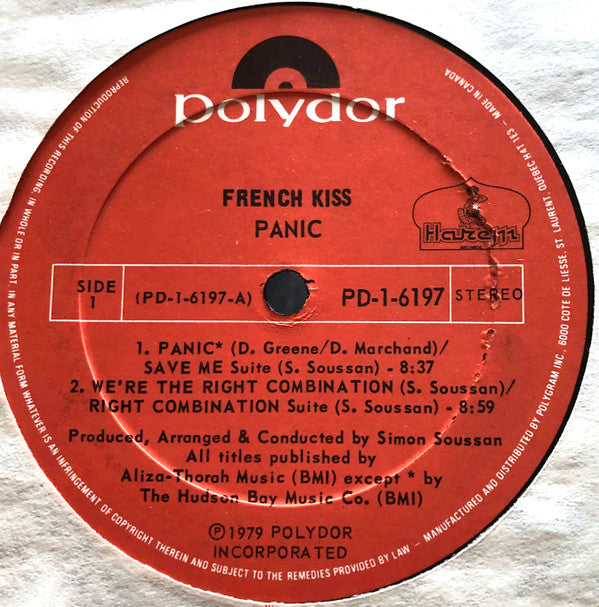 polydor
FRENCH KISS
PANIC
Harem
RECORDS
SIDE
1
(PD-1-6197-A)
PD-1-6197
STEREO
1. PANIC* (D. Greene/D. Marchand)/
SAVE ME Suite (S. Soussan) - 8:37
2. WE'RE THE RIGHT COMBINATION (S. Soussan)/
RIGHT COMBINATION Suite (S. Soussan) - 8:59
Produced, Arranged & Conducted by Simon Soussan
All titles published by
Aliza-Thorah Music (BMI) except * by
The Hudson Bay Music Co. (BMI)
Ⓟ1979 POLYDOR
INCORPORATED
REPRODUCTION OF THIS RECORDING, IN WHOLE OR IN PART, IN ANY MATERIAL FORM WHATEVER IS AN INFRINGEMENT OF COPYRIGHT THEREIN AND SUBJECT TO THE REMEDIES PROVIDED BY LAW – MANUFACTURED AND DISTRIBUTED BY POLYGRAM INC., 6000 COTE DE LIESSE, ST. LAURENT, QUEBEC H4T 1E3 – MADE IN CANADA